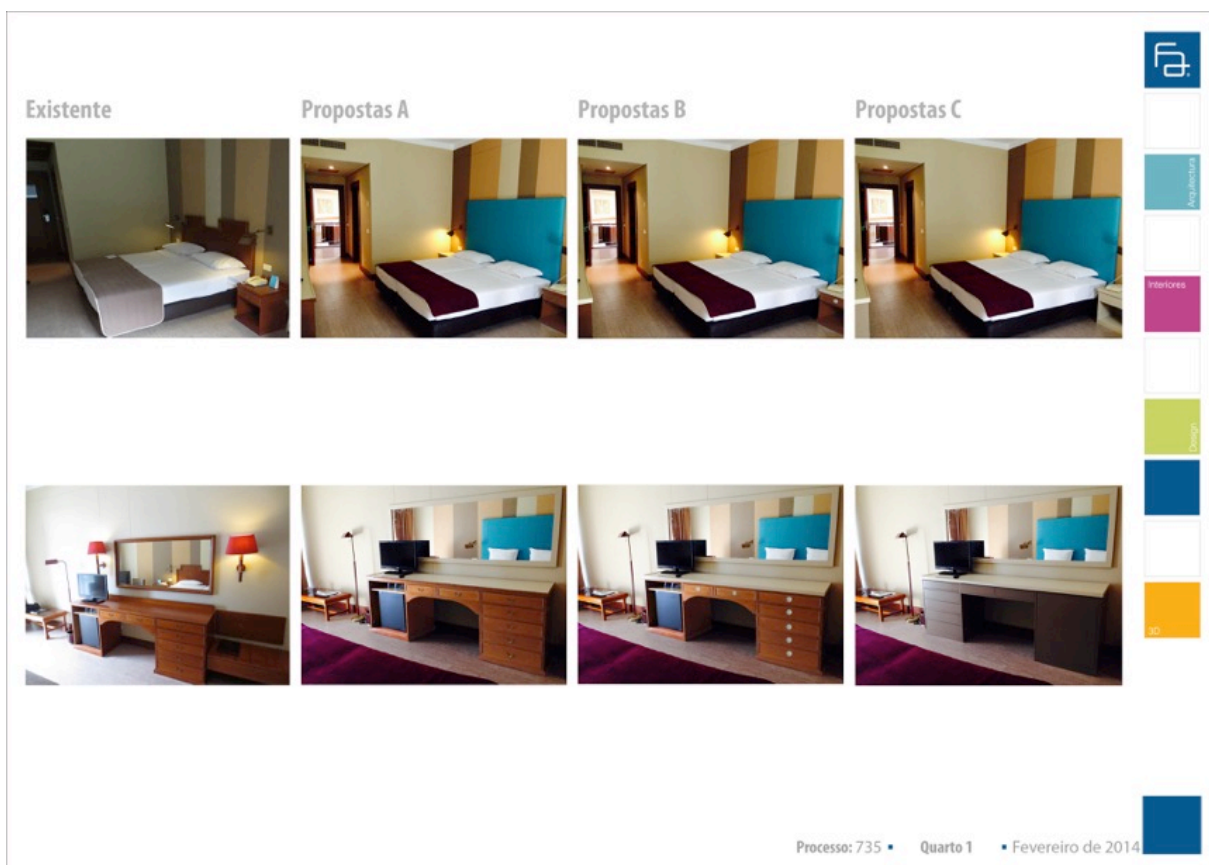 Existente
Propostas A
Propostas B
Propostas C
Arquitectura
Interiores
Design
3D
Processo: 735 ▪ Quarto 1 ▪ Fevereiro de 2014